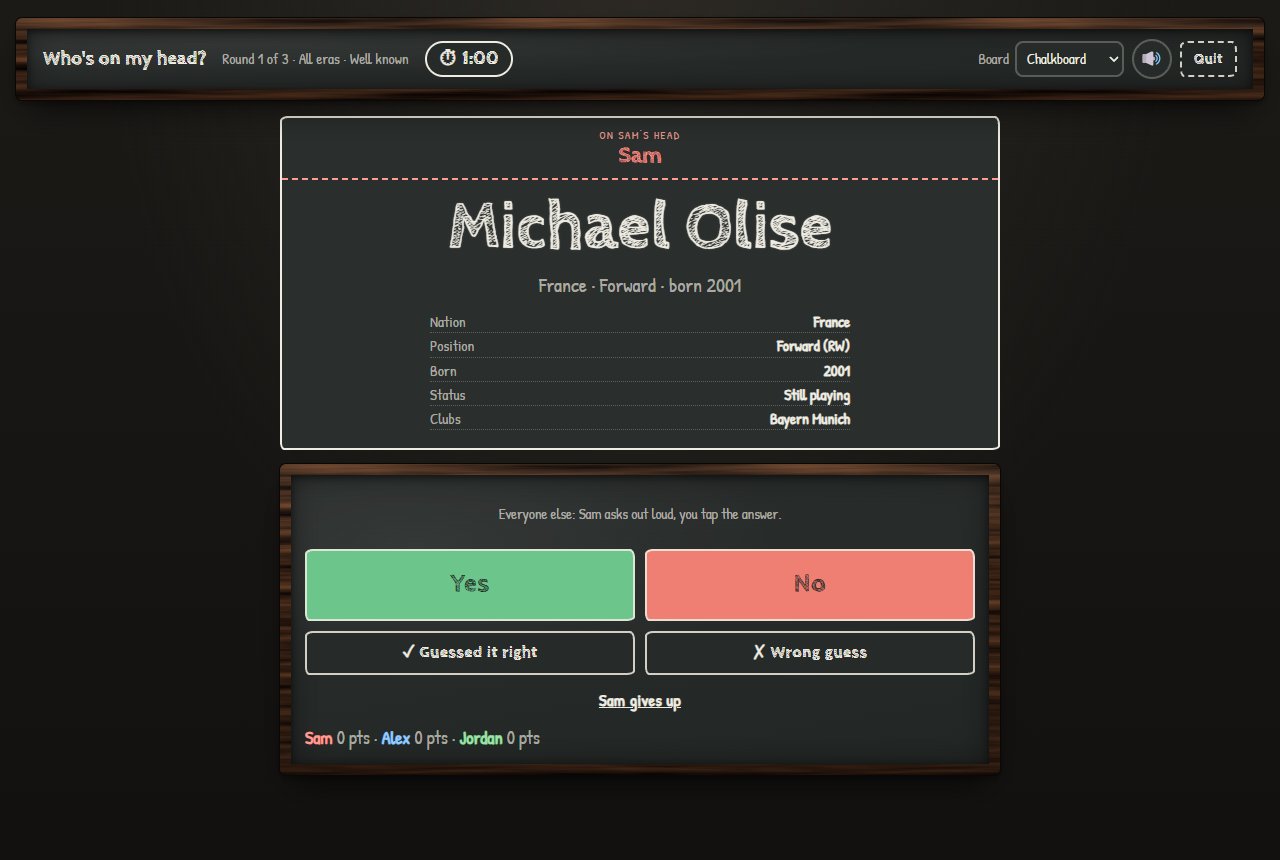 Who's on my head? Round 1 of 3 · All eras · Well known ⏱ 1:00 Board Chalkboard Quit
ON SAM'S HEAD
Sam
Michael Olise
France · Forward · born 2001
Nation France
Position Forward (RW)
Born 2001
Status Still playing
Clubs Bayern Munich
Everyone else: Sam asks out loud, you tap the answer.
Yes No
✓ Guessed it right ✗ Wrong guess
Sam gives up
Sam 0 pts · Alex 0 pts · Jordan 0 pts